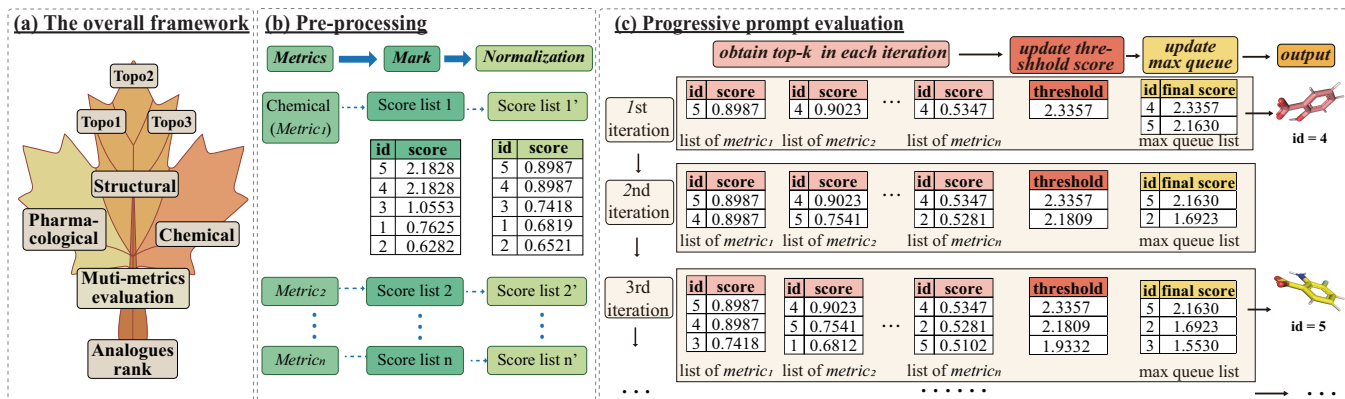 (a) The overall framework
Topo2
Topo1
Topo3
Structural
Pharma-
cological
Chemical
Muti-metrics
evaluation
Analogues
rank
(b) Pre-processing
Metrics
Mark
Normalization
Chemical
(Metric1)
Score list 1
Score list 1’
id score
5 2.1828
4 2.1828
3 1.0553
1 0.7625
2 0.6282
id score
5 0.8987
4 0.8987
3 0.7418
1 0.6819
2 0.6521
Metric2
Score list 2
Score list 2’
Metricn
Score list n
Score list n’
(c) Progressive prompt evaluation
obtain top-k in each iteration
update thre-
shhold score
update
max queue
output
1st
iteration
id score
5 0.8987
list of metric1
id score
4 0.9023
list of metric2
...
id score
4 0.5347
list of metricn
threshold
2.3357
id final score
4 2.3357
5 2.1630
max queue list
id = 4
2nd
iteration
id score
5 0.8987
4 0.8987
list of metric1
id score
4 0.9023
5 0.7541
list of metric2
...
id score
4 0.5347
2 0.5281
list of metricn
threshold
2.3357
2.1809
id final score
5 2.1630
2 1.6923
max queue list
3rd
iteration
id score
5 0.8987
4 0.8987
3 0.7418
list of metric1
id score
4 0.9023
5 0.7541
1 0.6812
list of metric2
...
id score
4 0.5347
2 0.5281
5 0.5102
list of metricn
threshold
2.3357
2.1809
1.9332
id final score
5 2.1630
2 1.6923
3 1.5530
max queue list
id = 5
...
......
...